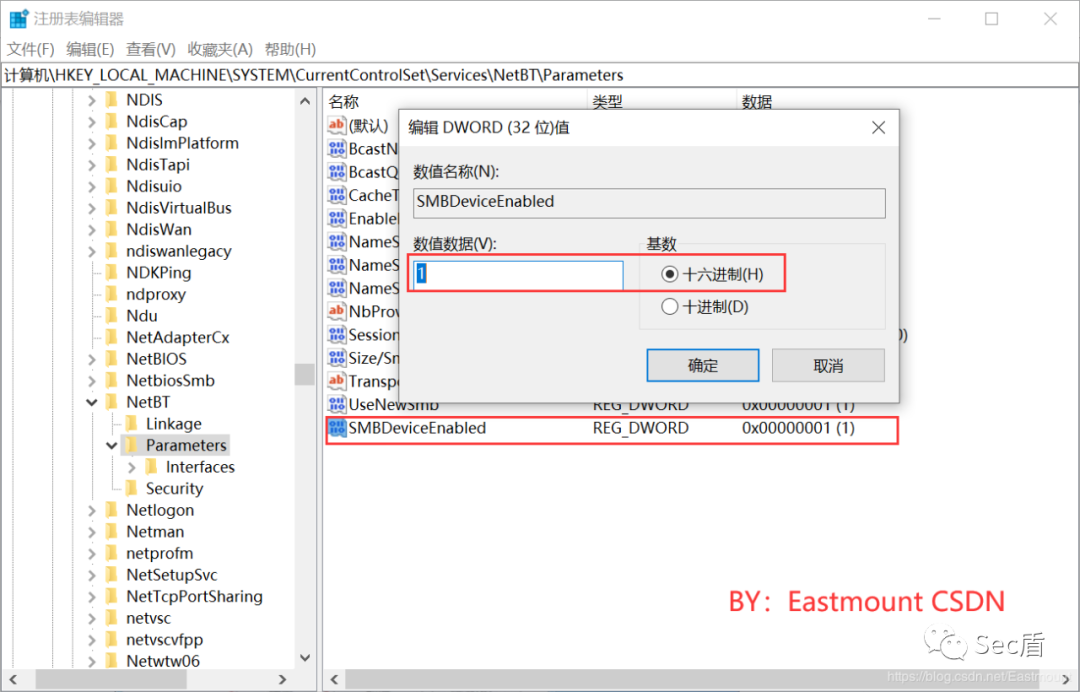 注册表编辑器
文件(F) 编辑(E) 查看(V) 收藏夹(A) 帮助(H)
计算机\HKEY_LOCAL_MACHINE\SYSTEM\CurrentControlSet\Services\NetBT\Parameters
NDIS
NdisCap
NdisImPlatform
NdisTapi
Ndisuio
NdisVirtualBus
NdisWan
ndiswanlegacy
NDKPing
ndproxy
Ndu
NetAdapterCx
NetBIOS
NetbiosSmb
NetBT
Linkage
Parameters
Interfaces
Security
Netlogon
Netman
netprofm
NetSetupSvc
NetTcpPortSharing
netvsc
netvscvfpp
Netwtw06
名称 类型 数据
(默认)
BcastN
BcastQ
CacheT
Enable
NameS
NameS
NameS
NbProv
Session
Size/Sm
Transpo
UseNewSmb REG_DWORD 0x00000001 (1)
SMBDeviceEnabled REG_DWORD 0x00000001 (1)
编辑 DWORD (32 位)值
数值名称(N):
SMBDeviceEnabled
数值数据(V):
1
基数
十六进制(H)
十进制(D)
确定 取消
BY：Eastmount CSDN
Sec盾
https://blog.csdn.net/Eastmount